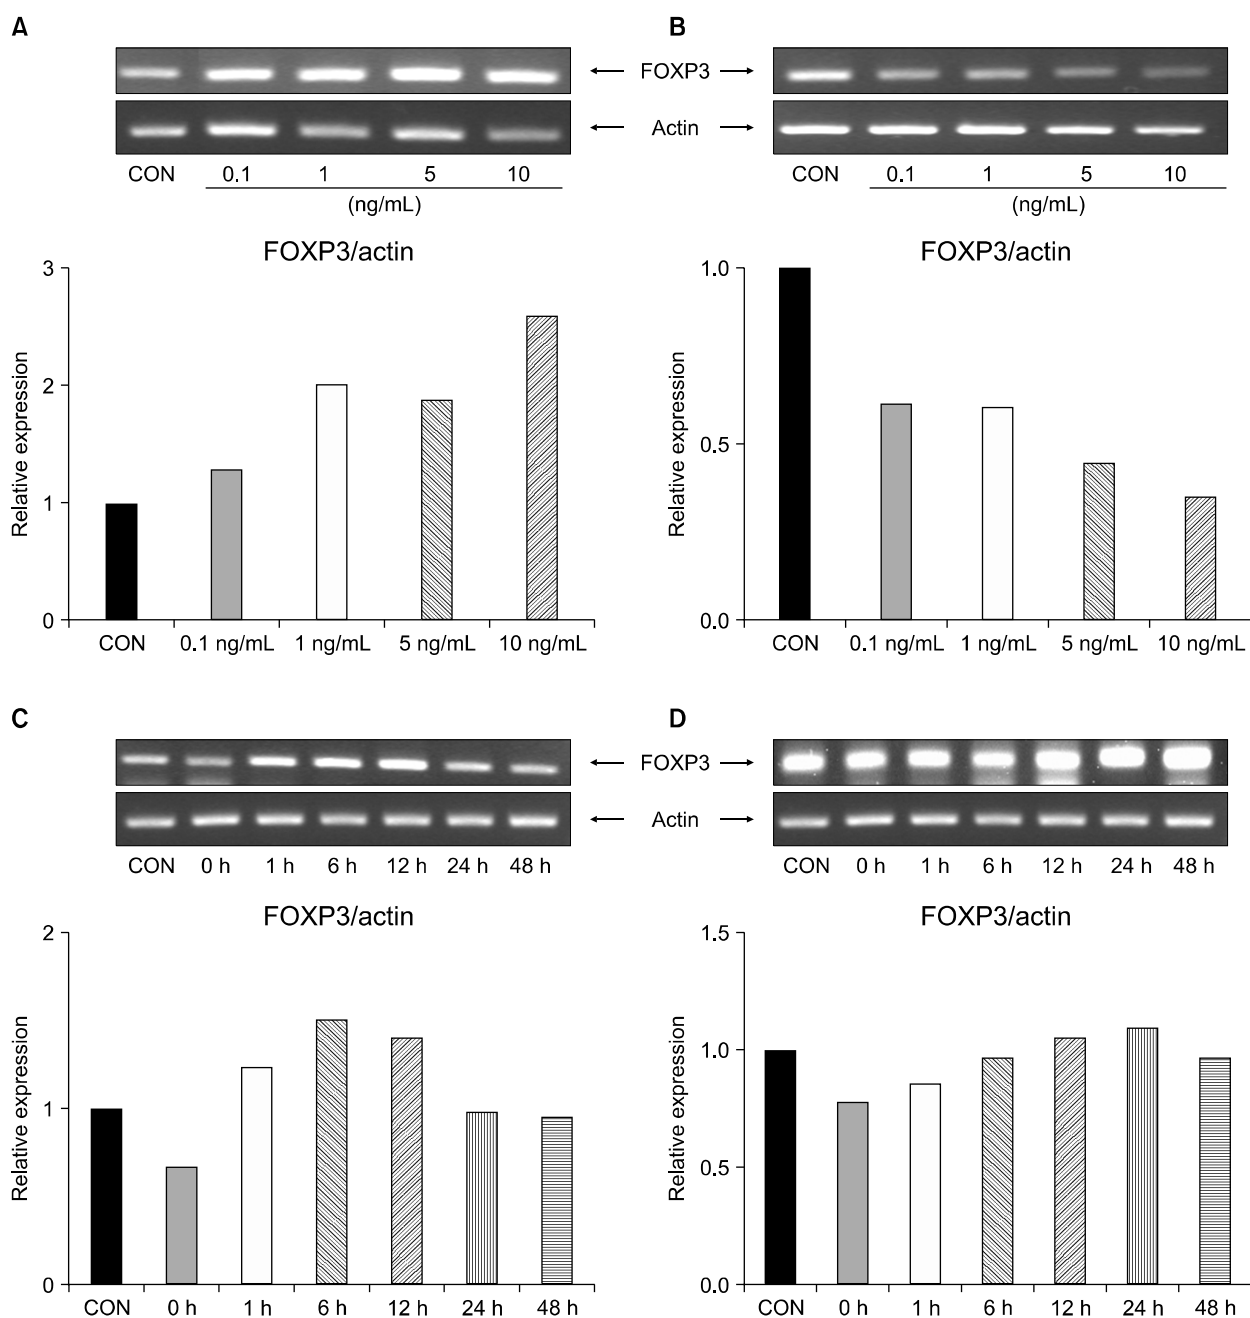 A
B
FOXP3
Actin
CON 0.1 1 5 10
(ng/mL)
CON 0.1 1 5 10
(ng/mL)
FOXP3/actin
Relative expression
3
2
1
0
CON 0.1 ng/mL 1 ng/mL 5 ng/mL 10 ng/mL
FOXP3/actin
Relative expression
1.0
0.5
0.0
CON 0.1 ng/mL 1 ng/mL 5 ng/mL 10 ng/mL
C
D
FOXP3
Actin
CON 0 h 1 h 6 h 12 h 24 h 48 h
CON 0 h 1 h 6 h 12 h 24 h 48 h
FOXP3/actin
Relative expression
2
1
0
CON 0 h 1 h 6 h 12 h 24 h 48 h
FOXP3/actin
Relative expression
1.5
1.0
0.5
0.0
CON 0 h 1 h 6 h 12 h 24 h 48 h